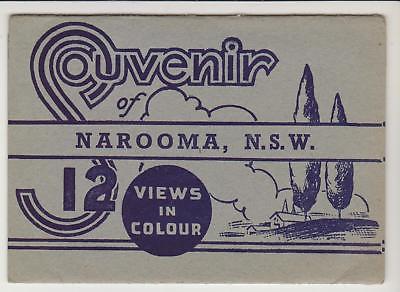 Souvenir
of
NAROOMA, N.S.W.
12
VIEWS
IN
COLOUR